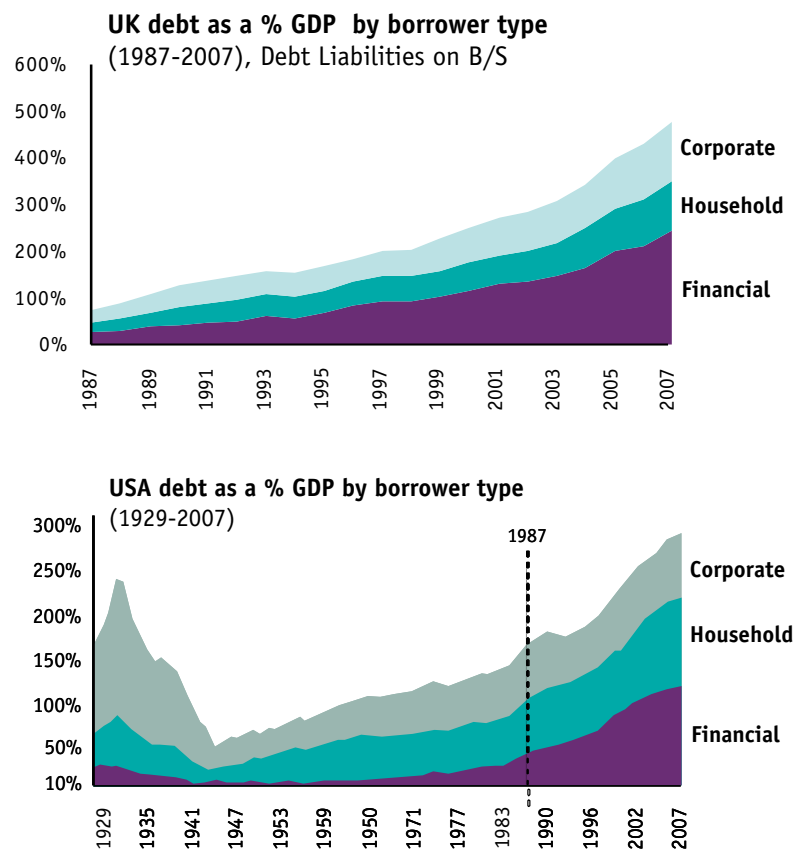 UK debt as a % GDP by borrower type
(1987-2007), Debt Liabilities on B/S
600%
500%
400%
300%
200%
100%
0%
Corporate
Household
Financial
1987 1989 1991 1993 1995 1997 1999 2001 2003 2005 2007
USA debt as a % GDP by borrower type
(1929-2007)
300%
250%
200%
150%
100%
50%
10%
1987
Corporate
Household
Financial
1929 1935 1941 1947 1953 1959 1950 1971 1977 1983 1990 1996 2002 2007